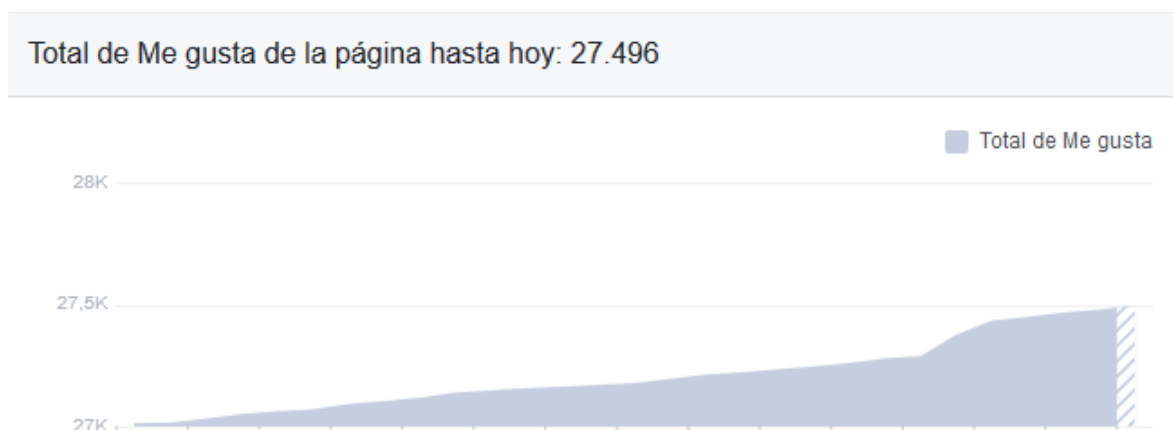 Total de Me gusta de la página hasta hoy: 27.496
Total de Me gusta
28K
27,5K
27K